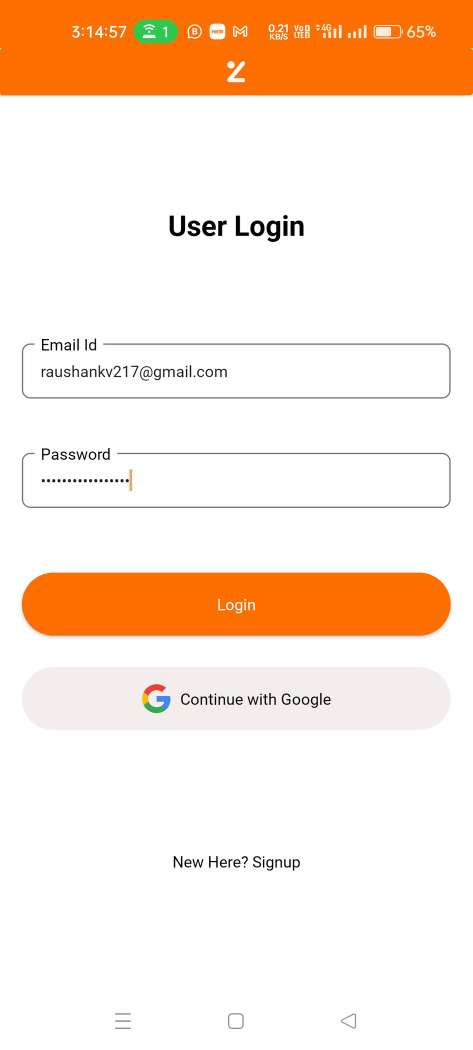 3:14:57 1 B 0.21 KB/S Vo LTE 4G 65%
User Login
Email Id
raushankv217@gmail.com
Password
•••••••••••••••••
Login
Continue with Google
New Here? Signup